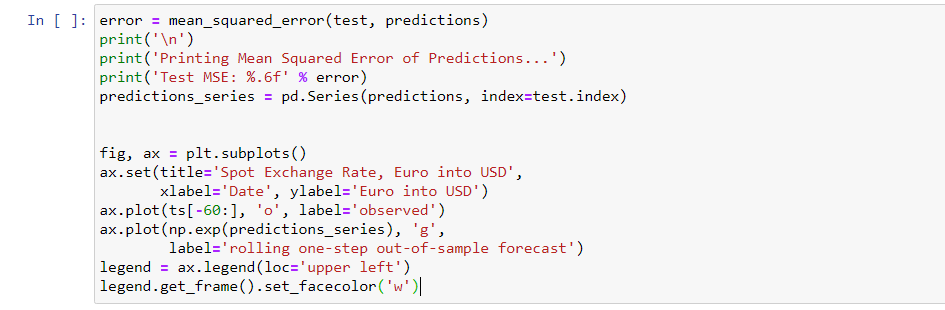 In [ ]: error = mean_squared_error(test, predictions)
print('\n')
print('Printing Mean Squared Error of Predictions...')
print('Test MSE: %.6f' % error)
predictions_series = pd.Series(predictions, index=test.index)
fig, ax = plt.subplots()
ax.set(title='Spot Exchange Rate, Euro into USD',
       xlabel='Date', ylabel='Euro into USD')
ax.plot(ts[-60:], 'o', label='observed')
ax.plot(np.exp(predictions_series), 'g',
        label='rolling one-step out-of-sample forecast')
legend = ax.legend(loc='upper left')
legend.get_frame().set_facecolor('w')